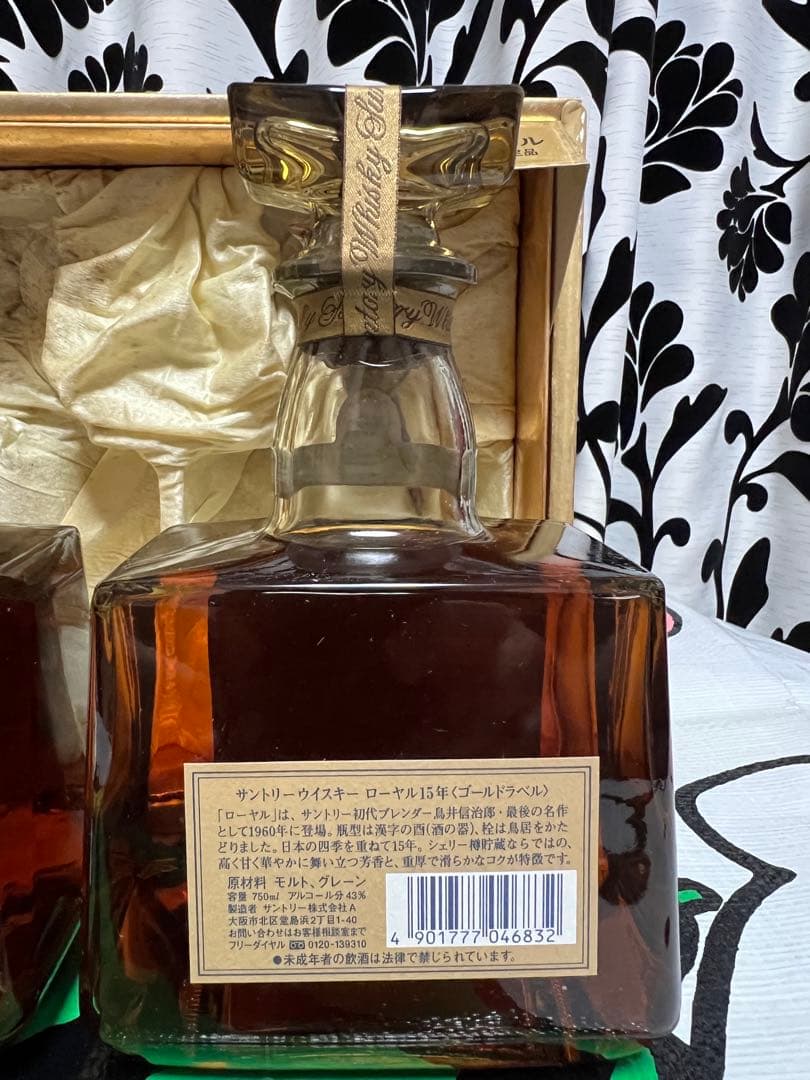 Suntory Whisky
ル
サントリーウイスキー ローヤル15年〈ゴールドラベル〉
「ローヤル」は、サントリー初代ブレンダー鳥井信治郎・最後の名作
として1960年に登場。瓶型は漢字の酉(酒の器)、栓は鳥居をかた
どりました。日本の四季を重ねて15年。シェリー樽貯蔵ならではの、
高く甘く華やかに舞い立つ芳香と、重厚で滑らかなコクが特徴です。
原材料 モルト、グレーン
容量 750ml アルコール分 43%
製造者 サントリー株式会社A
大阪市北区堂島浜2丁目1-40
お問い合わせはお客様相談室まで
フリーダイヤル 0120-139310
4 901777 046832
●未成年者の飲酒は法律で禁じられています。